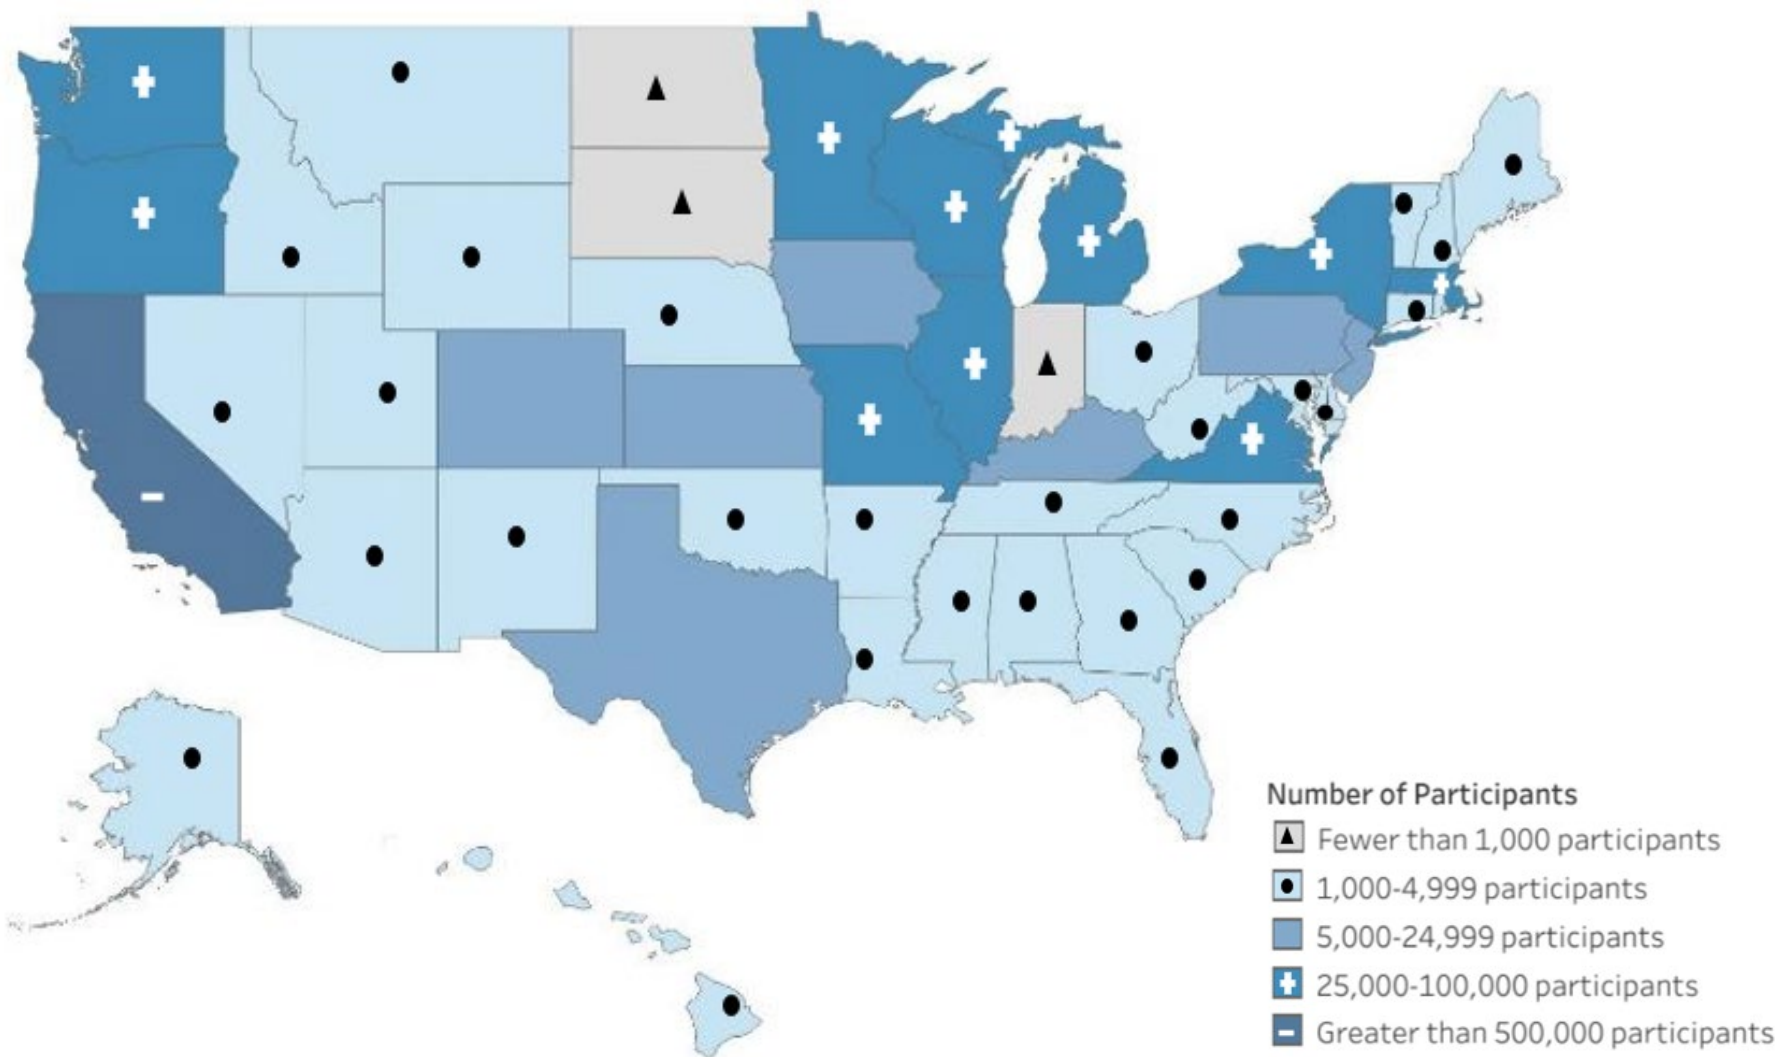 Number of Participants
Fewer than 1,000 participants
1,000-4,999 participants
5,000-24,999 participants
25,000-100,000 participants
Greater than 500,000 participants